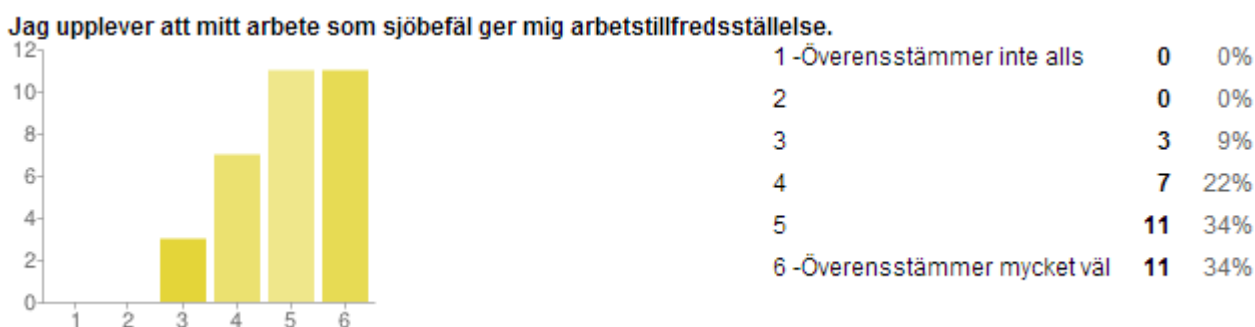 Jag upplever att mitt arbete som sjöbefäl ger mig arbetstillfredsställelse.
12
10
8
6
4
2
0
1 2 3 4 5 6
1 -Överensstämmer inte alls 0 0%
2 0 0%
3 3 9%
4 7 22%
5 11 34%
6 -Överensstämmer mycket väl 11 34%